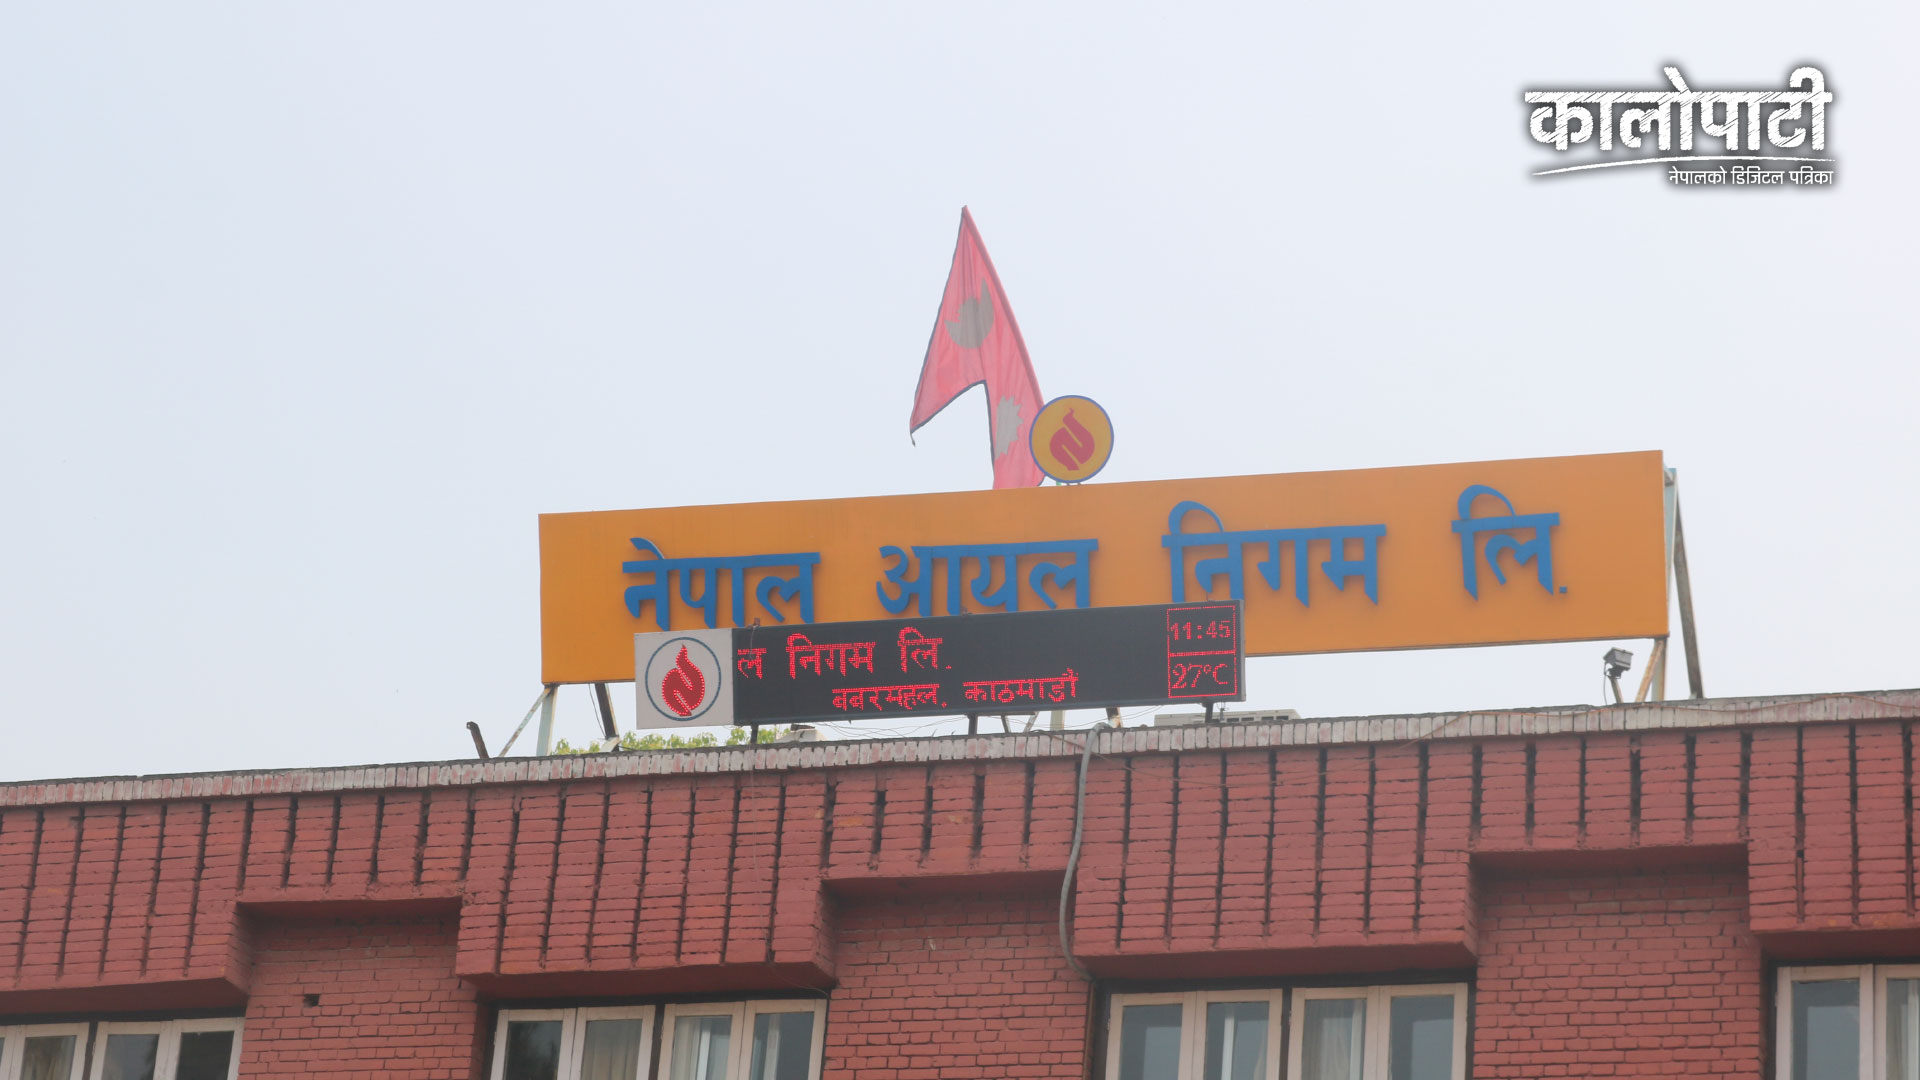 कालोपाटी
नेपालको डिजिटल पत्रिका
नेपाल आयल निगम लि.
ल निगम लि.
बबरमहल, काठमाडौं
11:45
27°C